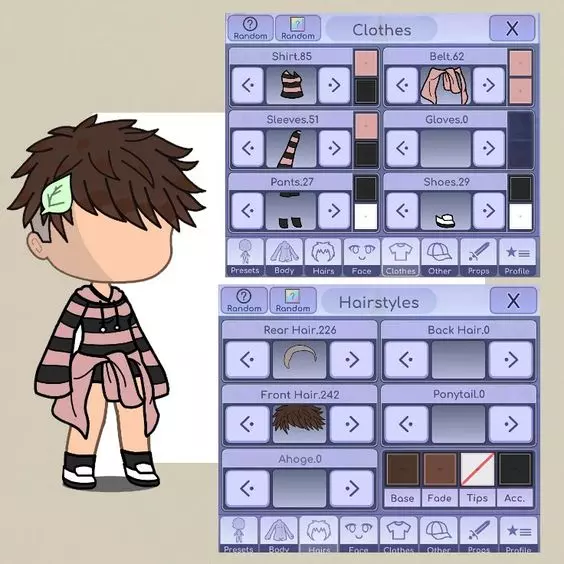 ?
Random
?
Random
Clothes
X
Shirt.85
Belt.62
Sleeves.51
Gloves.0
Pants.27
Shoes.29
Presets
Body
Hairs
Face
Clothes
Other
Props
Profile
?
Random
?
Random
Hairstyles
X
Rear Hair.226
Back Hair.0
Front Hair.242
Ponytail.0
Ahoge.0
Base
Fade
Tips
Acc.
Presets
Body
Hairs
Face
Clothes
Other
Props
Profile